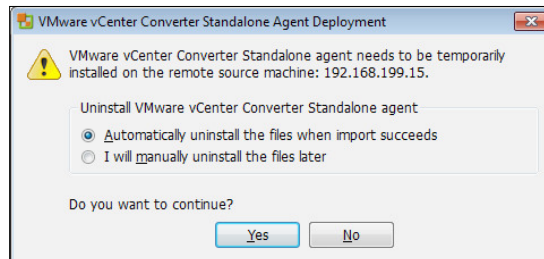 VMware vCenter Converter Standalone Agent Deployment
VMware vCenter Converter Standalone agent needs to be temporarily
installed on the remote source machine: 192.168.199.15.
Uninstall VMware vCenter Converter Standalone agent
Automatically uninstall the files when import succeeds
I will manually uninstall the files later
Do you want to continue?
Yes No